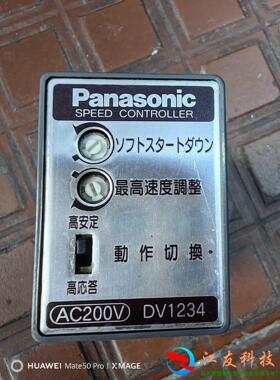 Panasonic
SPEED CONTROLLER
ソフトスタートダウン
最高速度調整
高安定
動作切換
高応答
AC200V DV1234
HUAWEI Mate50 Pro | XMAGE
江友科技